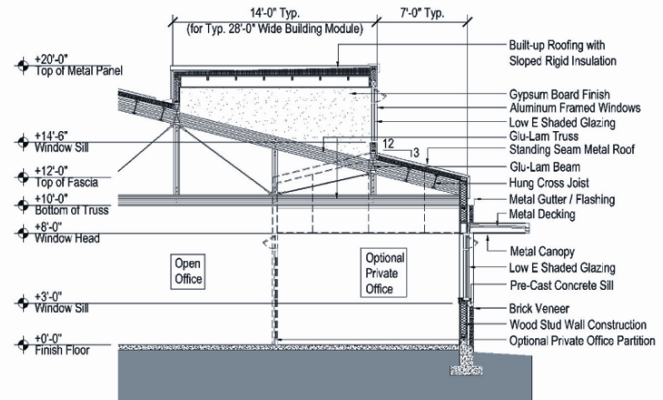 14'-0" Typ.
7'-0" Typ.
(for Typ. 28'-0" Wide Building Module)
+20'-0"
Top of Metal Panel
+14'-6"
Window Sill
+12'-0"
Top of Fascia
+10'-0"
Bottom of Truss
+8'-0"
Window Head
+3'-0"
Window Sill
+0'-0"
Finish Floor
12
3
Open
Office
Optional
Private
Office
Built-up Roofing with
Sloped Rigid Insulation
Gypsum Board Finish
Aluminum Framed Windows
Low E Shaded Glazing
Glu-Lam Truss
Standing Seam Metal Roof
Glu-Lam Beam
Hung Cross Joist
Metal Gutter / Flashing
Metal Decking
Metal Canopy
Low E Shaded Glazing
Pre-Cast Concrete Sill
Brick Veneer
Wood Stud Wall Construction
Optional Private Office Partition